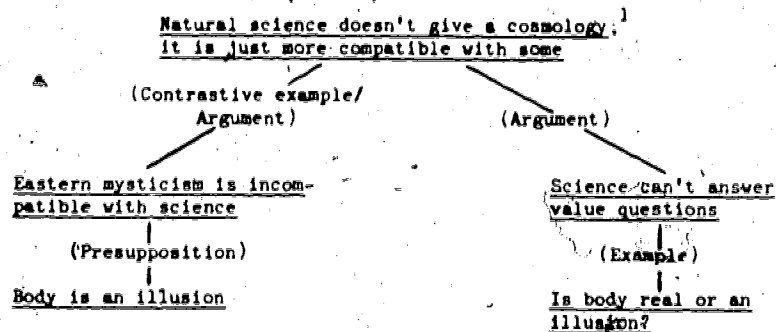 Natural science doesn't give a cosmology, 1
it is just more compatible with some
(Contrastive example/
Argument)
(Argument)
Eastern mysticism is incom-
patible with science
Science can't answer
value questions
(Presupposition)
(Example)
Body is an illusion
Is body real or an
illusion?